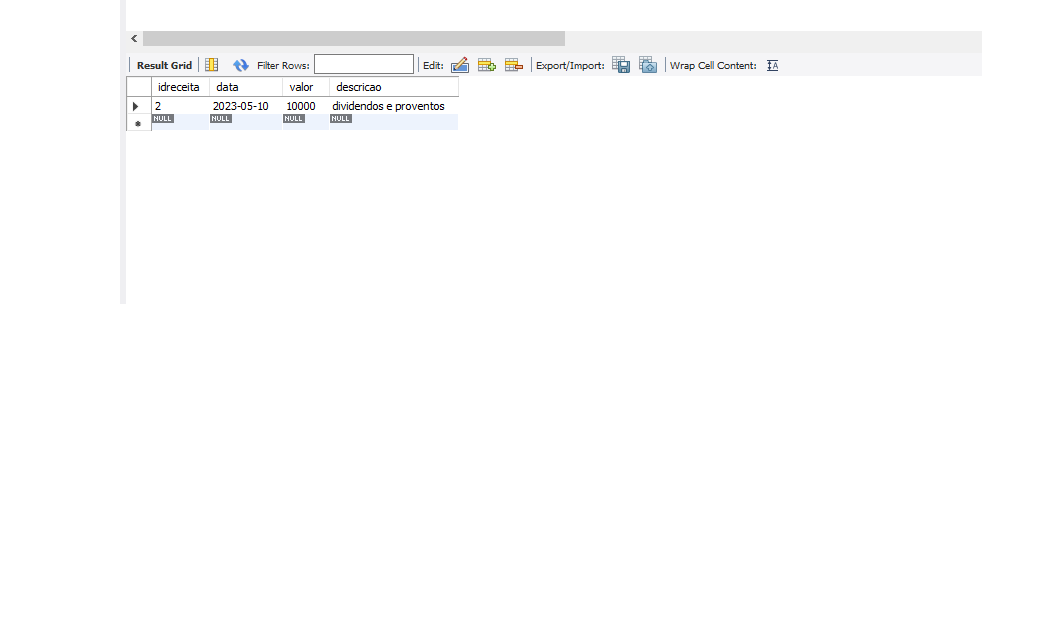 Result Grid Filter Rows: Edit: Export/Import: Wrap Cell Content: IA
idreceita data valor descricao
2 2023-05-10 10000 dividendos e proventos
NULL NULL NULL NULL